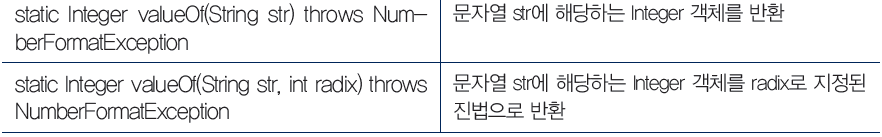 static Integer valueOf(String str) throws Num-
berFormatException
문자열 str에 해당하는 Integer 객체를 반환
static Integer valueOf(String str, int radix) throws
NumberFormatException
문자열 str에 해당하는 Integer 객체를 radix로 지정된
진법으로 반환